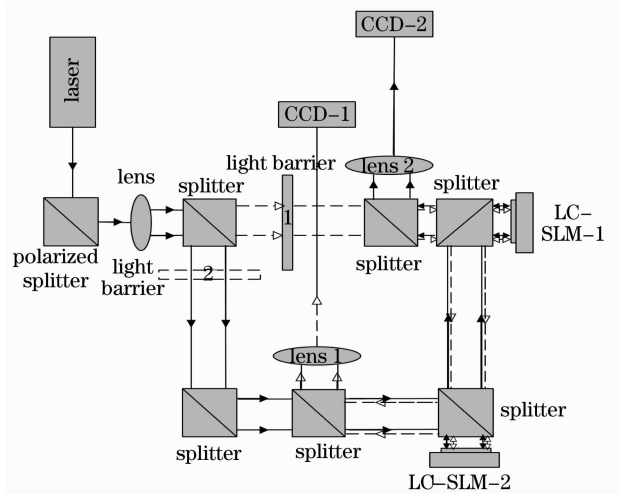 CCD-2
laser
CCD-1
light barrier
lens 2
lens
splitter
splitter
1
LC-
SLM-1
polarized
splitter
light
barrier
2
splitter
lens 1
splitter
splitter
splitter
LC-SLM-2